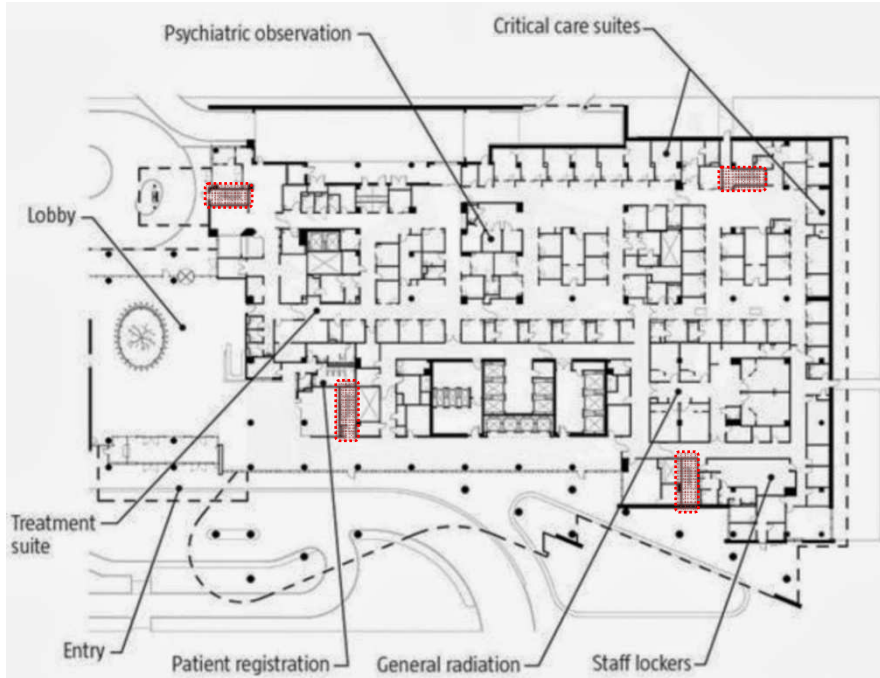 Psychiatric observation
Critical care suites
Lobby
Treatment
suite
Entry
Patient registration
General radiation
Staff lockers